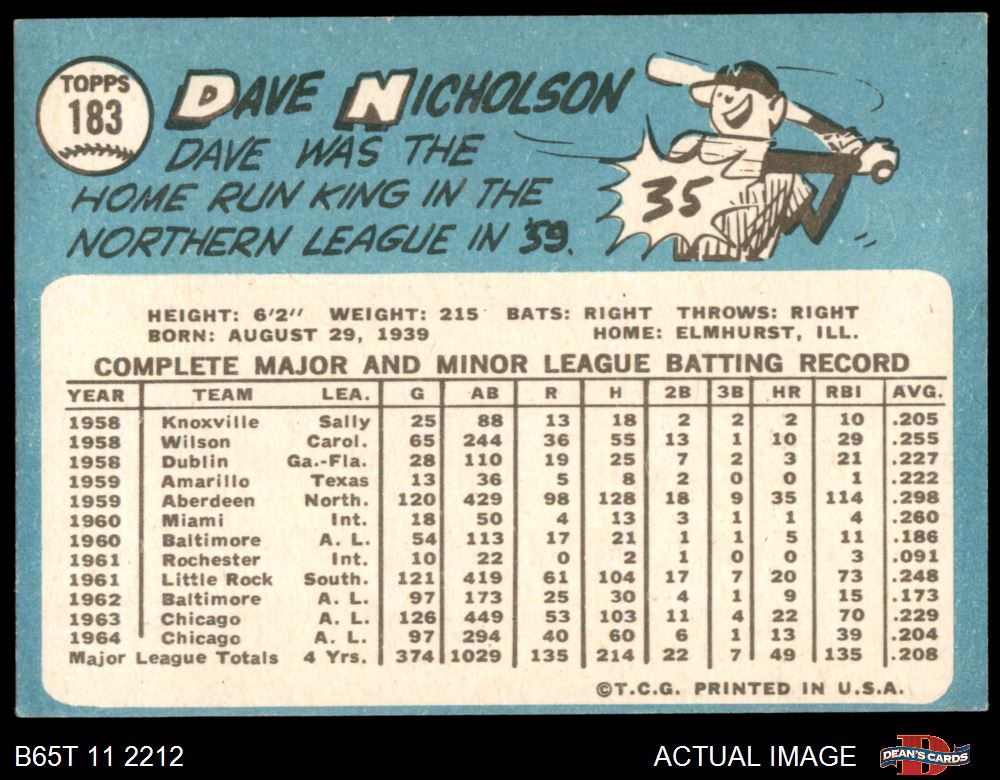 TOPPS
183
DAVE NICHOLSON
DAVE WAS THE
HOME RUN KING IN THE
NORTHERN LEAGUE IN '59.
35
HEIGHT: 6'2" WEIGHT: 215 BATS: RIGHT THROWS: RIGHT
BORN: AUGUST 29, 1939 HOME: ELMHURST, ILL.
COMPLETE MAJOR AND MINOR LEAGUE BATTING RECORD
YEAR TEAM LEA. G AB R H 2B 3B HR RBI AVG.
1958 Knoxville Sally 25 88 13 18 2 2 2 10 .205
1958 Wilson Carol. 65 244 36 55 13 1 10 29 .255
1958 Dublin Ga.-Fla. 28 110 19 25 7 2 3 21 .227
1959 Amarillo Texas 13 36 5 8 2 0 0 1 .222
1959 Aberdeen North. 120 429 98 128 18 9 35 114 .298
1960 Miami Int. 18 50 4 13 3 1 1 4 .260
1960 Baltimore A. L. 54 113 17 21 1 1 5 11 .186
1961 Rochester Int. 10 22 0 2 1 0 0 3 .091
1961 Little Rock South. 121 419 61 104 17 7 20 73 .248
1962 Baltimore A. L. 97 173 25 30 4 1 9 15 .173
1963 Chicago A. L. 126 449 53 103 11 4 22 70 .229
1964 Chicago A. L. 97 294 40 60 6 1 13 39 .204
Major League Totals 4 Yrs. 374 1029 135 214 22 7 49 135 .208
©T.C.G. PRINTED IN U.S.A.
B65T 11 2212
ACTUAL IMAGE
D
DEAN'S CARDS